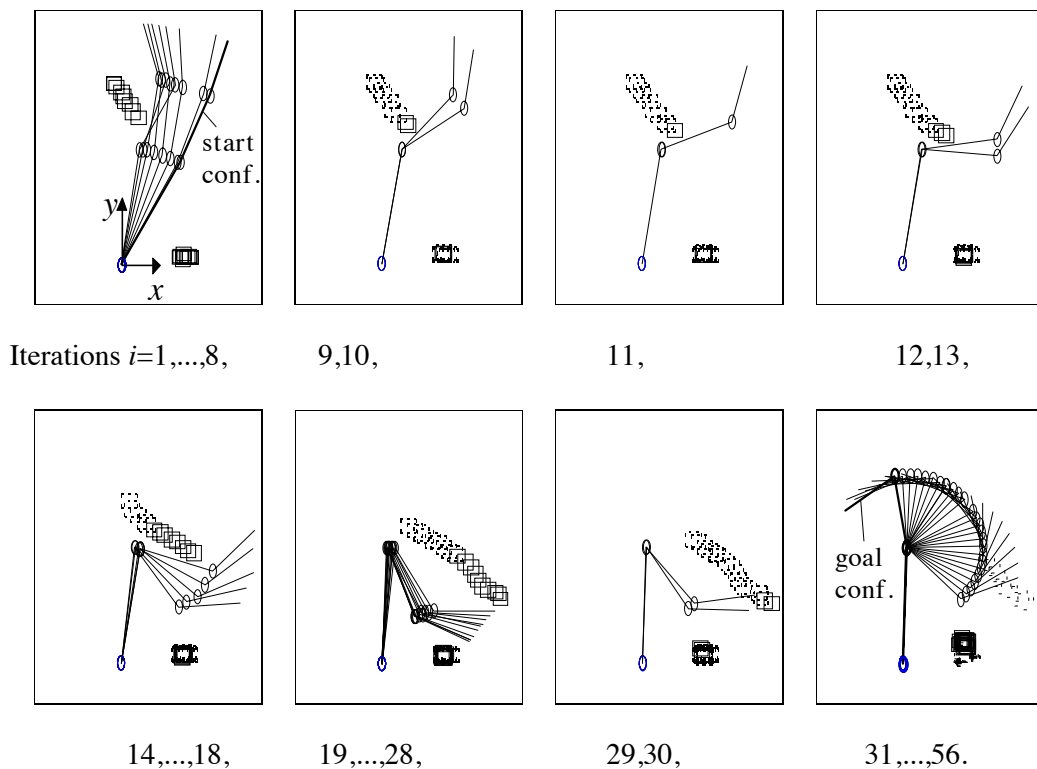 start
conf.
y
x
Iterations i=1,...,8, 9,10, 11, 12,13,
goal
conf.
14,...,18, 19,...,28, 29,30, 31,...,56.